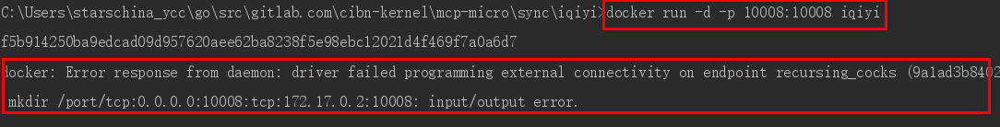 C:\Users\starschina_ycc\go\src\gitlab.com\cibn-kernel\mcp-micro\sync\iqiyi>docker run -d -p 10008:10008 iqiyi
f5b914250ba9edcad09d957620aee62ba8238f5e98ebc12021d4f469f7a0a6d7
docker: Error response from daemon: driver failed programming external connectivity on endpoint recursing_cocks (9a1ad3b8402
mkdir /port/tcp:0.0.0.0:10008:tcp:172.17.0.2:10008: input/output error.